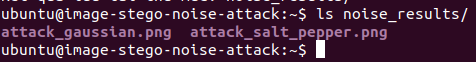 ubuntu@image-stego-noise-attack:~$ ls noise_results/
attack_gaussian.png  attack_salt_pepper.png
ubuntu@image-stego-noise-attack:~$